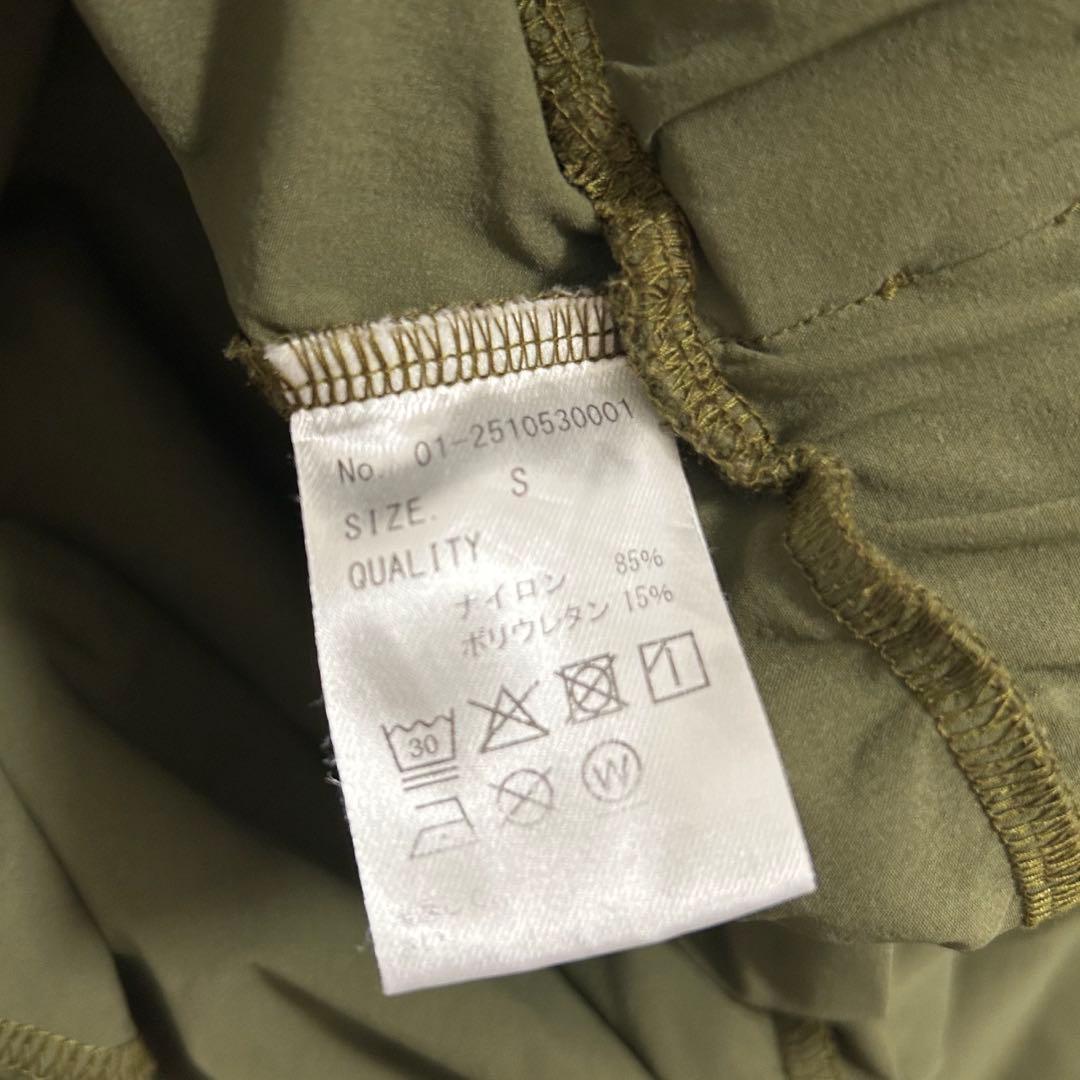 No. 01-2510530001
SIZE. S
QUALITY
ナイロン 85%
ポリウレタン 15%
30
W